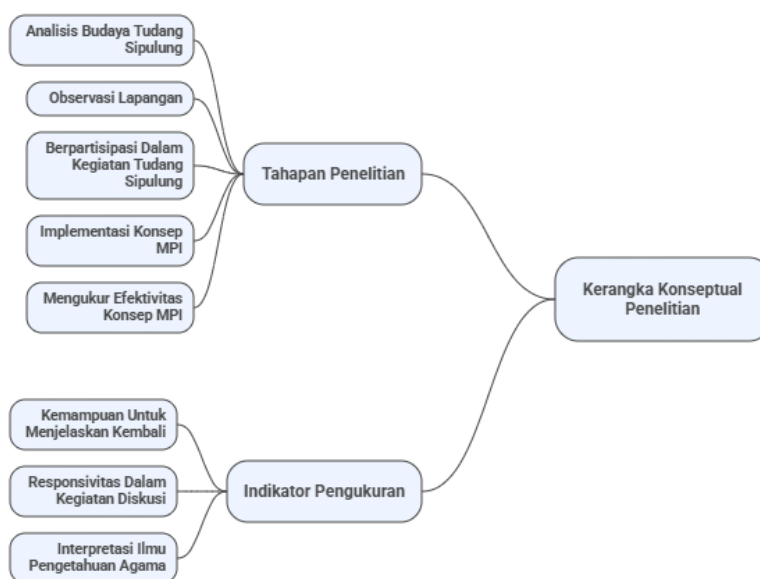 Analisis Budaya Tudang
Sipulung
Observasi Lapangan
Berpartisipasi Dalam
Kegiatan Tudang
Sipulung
Implementasi Konsep
MPI
Mengukur Efektivitas
Konsep MPI
Tahapan Penelitian
Kerangka Konseptual
Penelitian
Kemampuan Untuk
Menjelaskan Kembali
Responsivitas Dalam
Kegiatan Diskusi
Interpretasi Ilmu
Pengetahuan Agama
Indikator Pengukuran